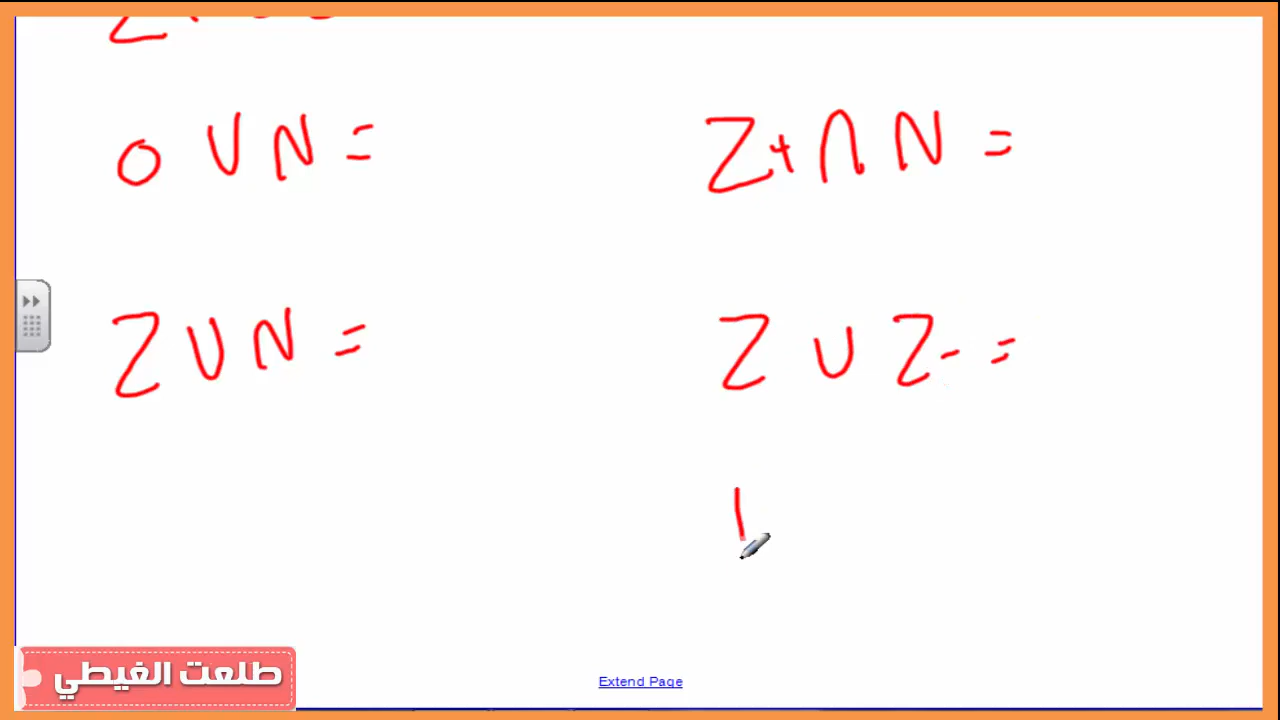 O U N =
Z+ ∩ N =
Z U N =
Z U Z- =
Extend Page
طلعت الغيطي